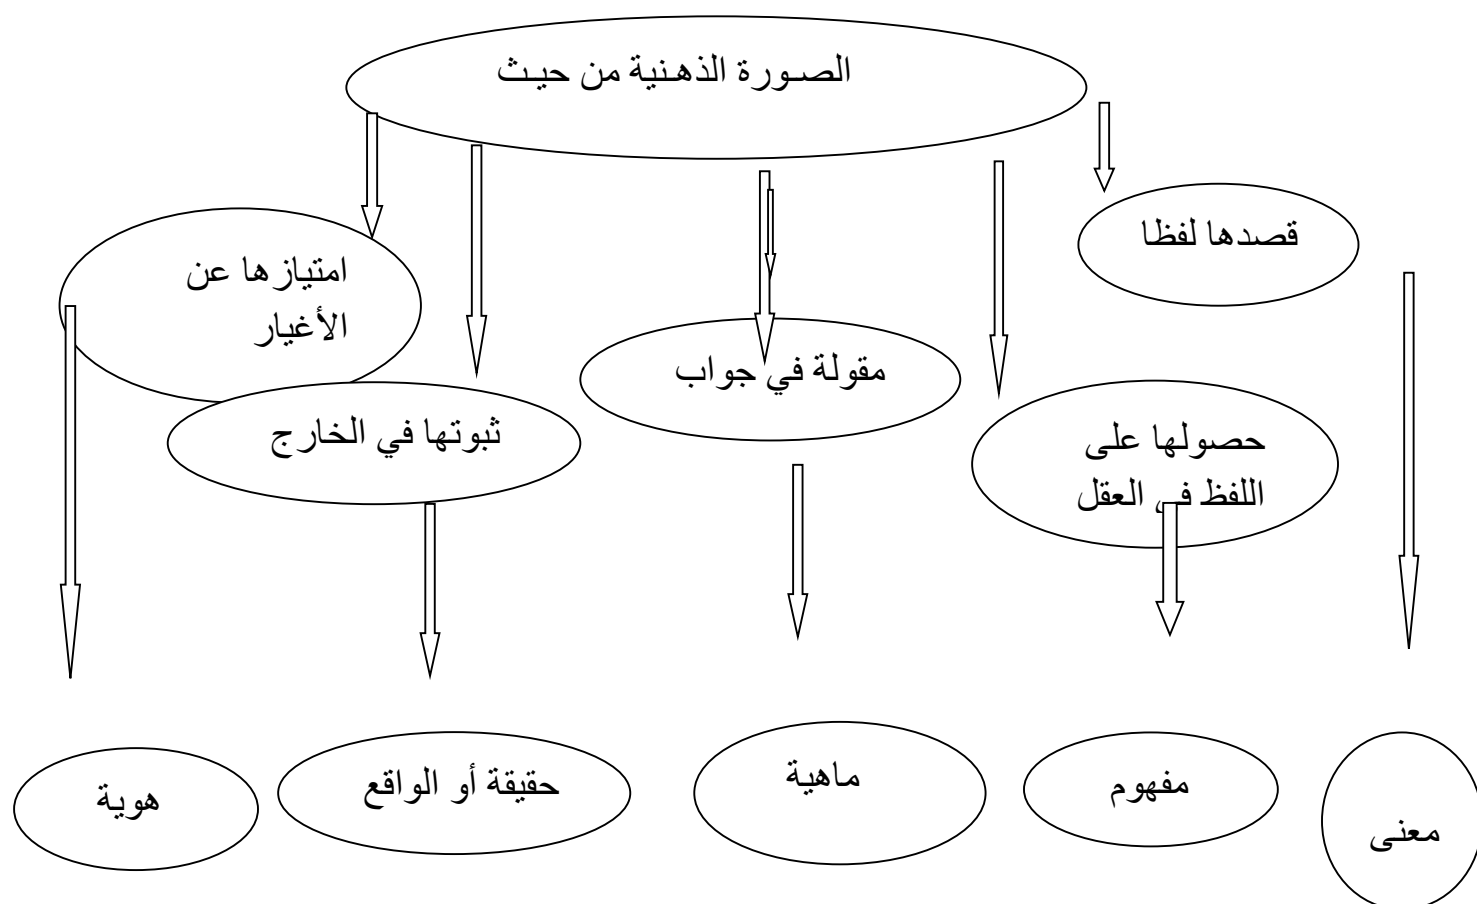 الصورة الذهنية من حيث
قصدها لفظا
امتيازها عن
الأغيار
مقولة في جواب
حصولها على
اللفظ في العقل
ثبوتها في الخارج
معنى
مفهوم
ماهية
حقيقة أو الواقع
هوية